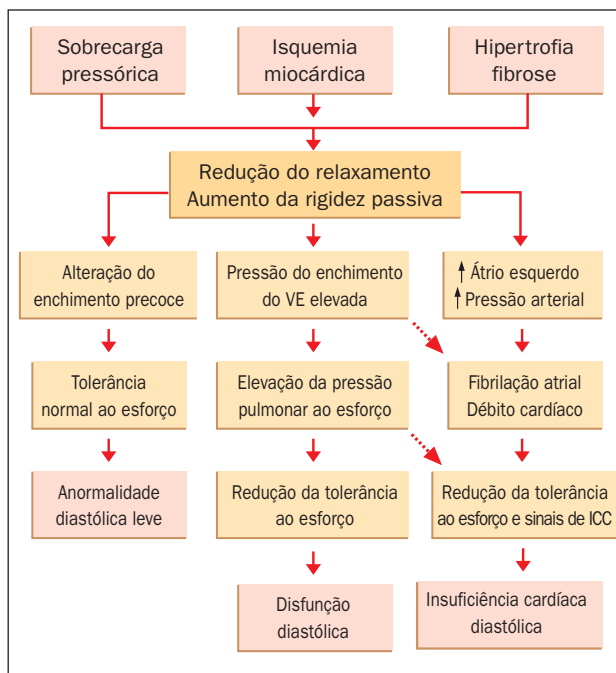 Sobrecarga
pressórica
Isquemia
miocárdica
Hipertrofia
fibrose
Redução do relaxamento
Aumento da rigidez passiva
Alteração do
enchimento precoce
Pressão do enchimento
do VE elevada
↑ Átrio esquerdo
↑ Pressão arterial
Tolerância
normal ao esforço
Elevação da pressão
pulmonar ao esforço
Fibrilação atrial
Débito cardíaco
Anormalidade
diastólica leve
Redução da tolerância
ao esforço
Redução da tolerância
ao esforço e sinais de ICC
Disfunção
diastólica
Insuficiência cardíaca
diastólica